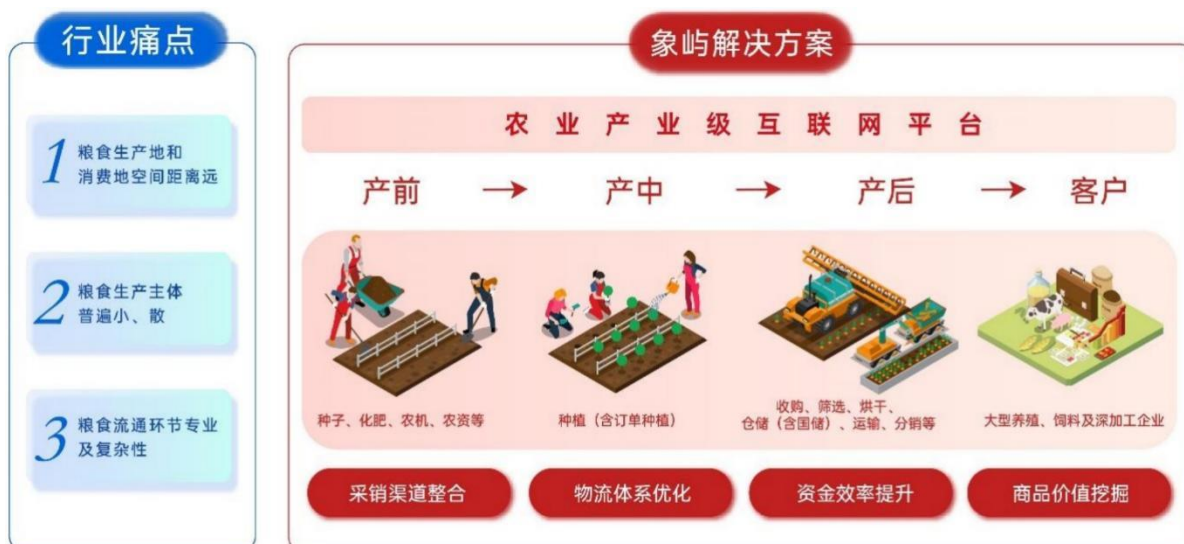 行业痛点
1
粮食生产地和
消费地空间距离远
2
粮食生产主体
普遍小、散
3
粮食流通环节专业
及复杂性
象屿解决方案
农业产业级互联网平台
产前 → 产中 → 产后 → 客户
种子、化肥、农机、农资等
种植（含订单种植）
收购、筛选、烘干、
仓储（含国储）、运输、分销等
大型养殖、饲料及深加工企业
采销渠道整合
物流体系优化
资金效率提升
商品价值挖掘